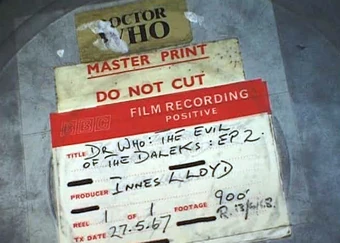 DOCTOR
WHO
MASTER PRINT
DO NOT CUT
BBC
FILM RECORDING
POSITIVE
TITLE DR WHO: THE EVIL
OF THE DALEKS: EP 2.
PRODUCER INNES LLOYD
REEL 1 OF 1 FOOTAGE 900'
TX DATE 27.5.67